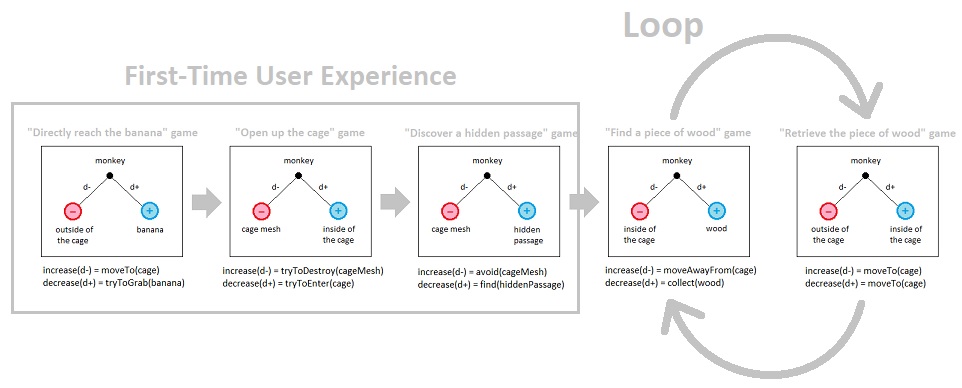 Loop
First-Time User Experience
"Directly reach the banana" game
monkey
d-
d+
−
+
outside of
the cage
banana
increase(d-) = moveTo(cage)
decrease(d+) = tryToGrab(banana)
"Open up the cage" game
monkey
d-
d+
−
+
cage mesh
inside of
the cage
increase(d-) = tryToDestroy(cageMesh)
decrease(d+) = tryToEnter(cage)
"Discover a hidden passage" game
monkey
d-
d+
−
+
cage mesh
hidden
passage
increase(d-) = avoid(cageMesh)
decrease(d+) = find(hiddenPassage)
"Find a piece of wood" game
monkey
d-
d+
−
+
inside of
the cage
wood
increase(d-) = moveAwayFrom(cage)
decrease(d+) = collect(wood)
"Retrieve the piece of wood" game
monkey
d-
d+
−
+
outside of
the cage
inside of
the cage
increase(d-) = moveTo(cage)
decrease(d+) = moveTo(cage)